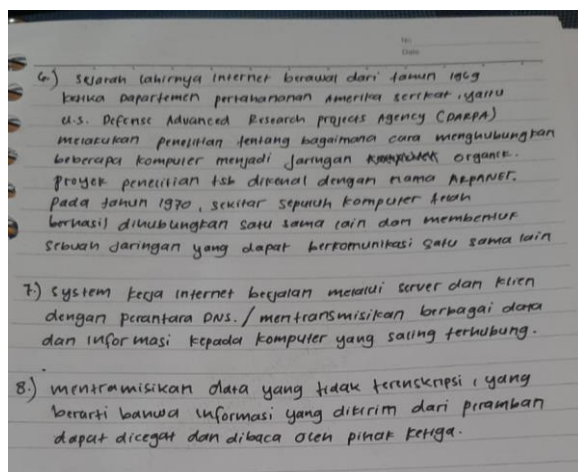 No.
Date
6.) Sejarah lahirnya internet berawal dari tahun 1969
ketika Dapartemen pertahananan Amerika serikat, yaitu
U.S. Defense Advanced Research projects Agency (DARPA)
melakukan penelitian tentang bagaimana cara menghubungkan
beberapa komputer menjadi Jaringan organik.
proyek penelitian tsb dikenal dengan nama ARPANET.
pada tahun 1970, sekitar sepuluh komputer telah
berhasil dihubungkan satu sama lain dan membentuk
sebuah Jaringan yang dapat berkomunikasi satu sama lain
7.) System kerja internet berjalan melalui server dan klien
dengan perantara DNS. / mentransmisikan berbagai data
dan informasi kepada komputer yang saling terhubung.
8.) mentramisikan data yang tidak terenskripsi, yang
berarti bahwa informasi yang dikirim dari peramban
dapat dicegat dan dibaca oleh pihak ketiga.